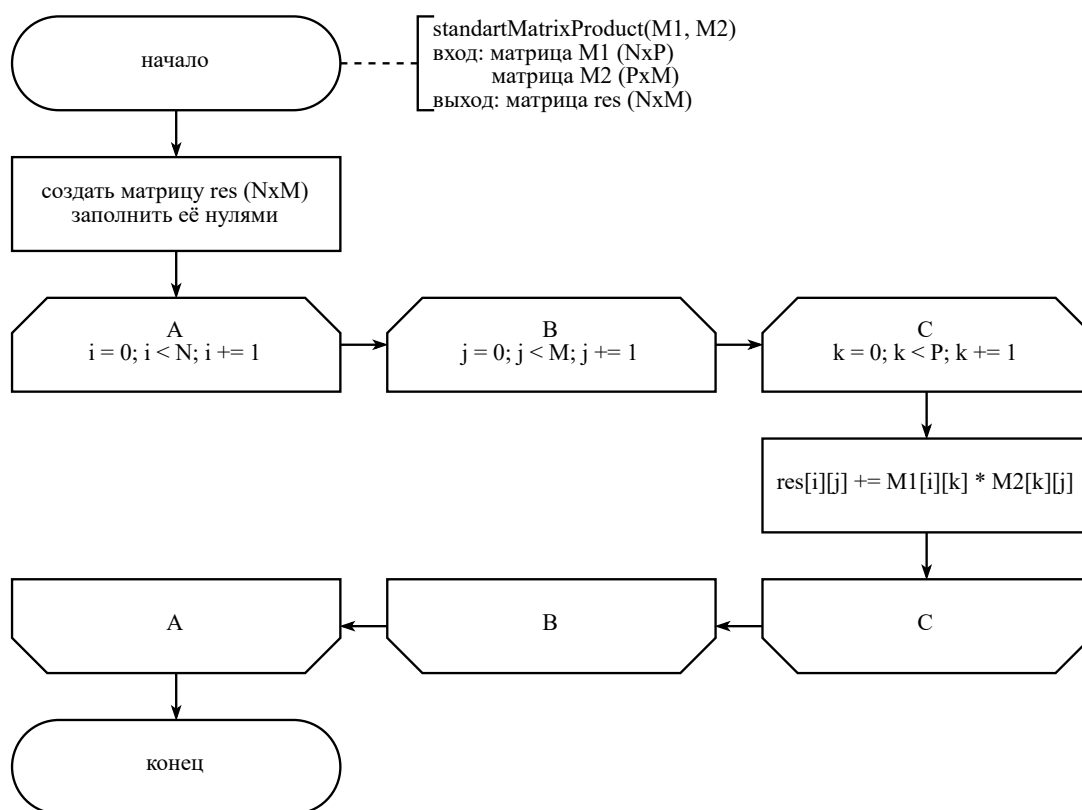 начало
standartMatrixProduct(M1, M2)
вход: матрица M1 (NxP)
матрица M2 (PxM)
выход: матрица res (NxM)
создать матрицу res (NxM)
заполнить её нулями
A
i = 0; i < N; i += 1
B
j = 0; j < M; j += 1
C
k = 0; k < P; k += 1
res[i][j] += M1[i][k] * M2[k][j]
A
B
C
конец